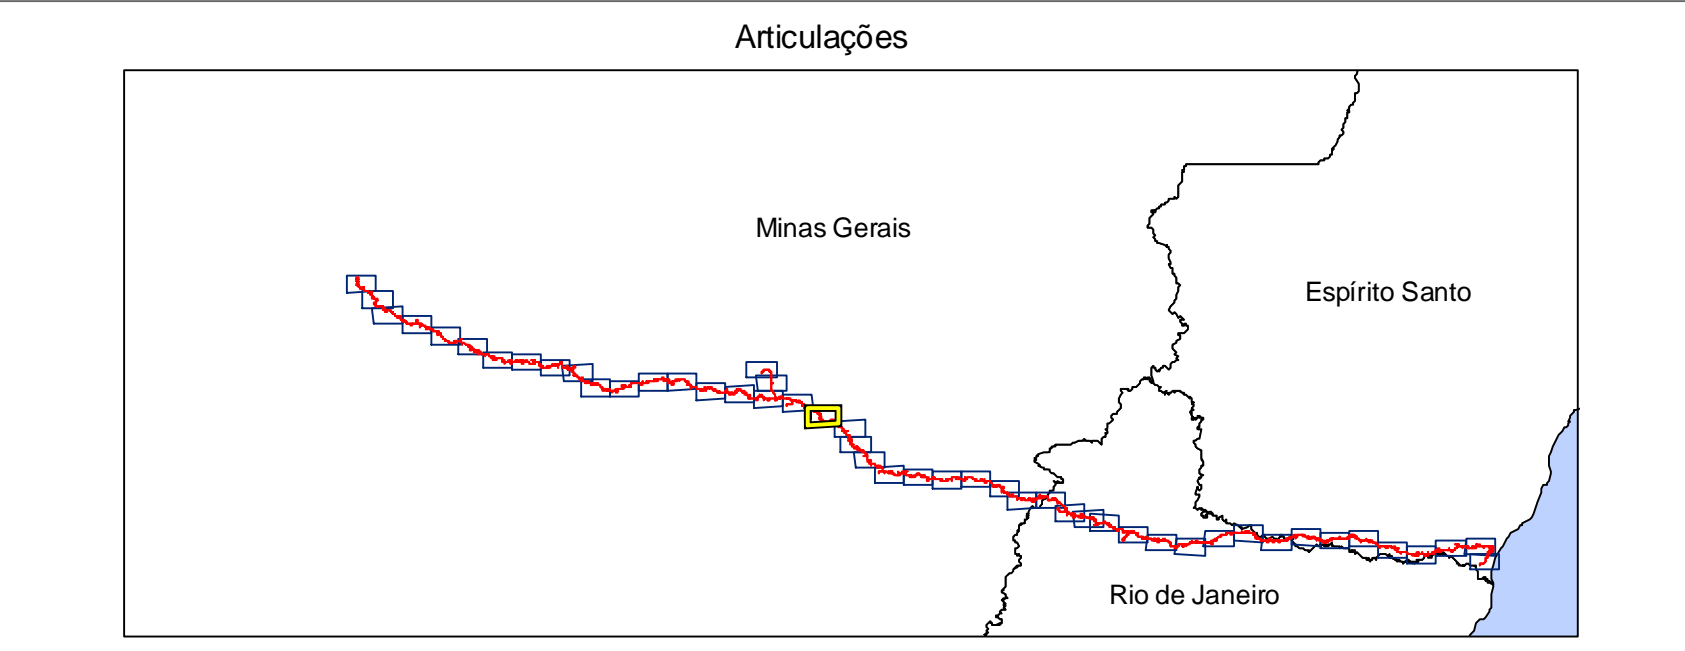 Articulações
Minas Gerais
Espírito Santo
Rio de Janeiro